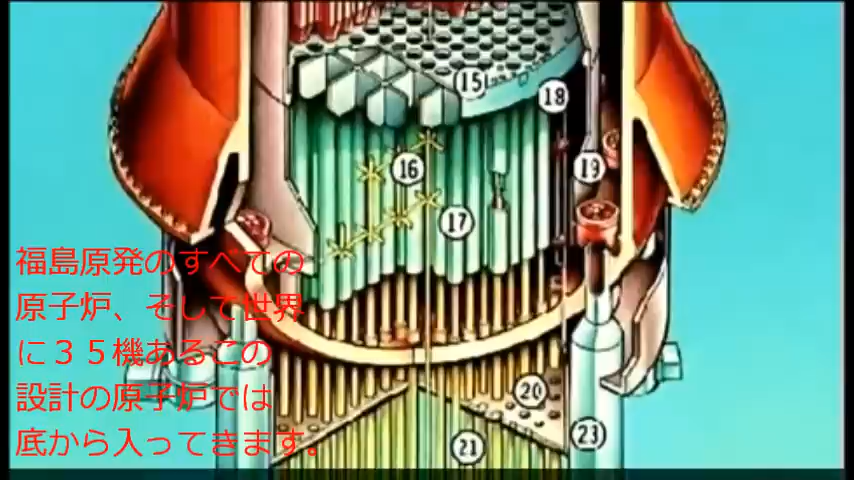 15
18
16
19
17
福島原発のすべての
原子炉、そして世界
に３５機あるこの
設計の原子炉では
底から入ってきます。
20
21
23